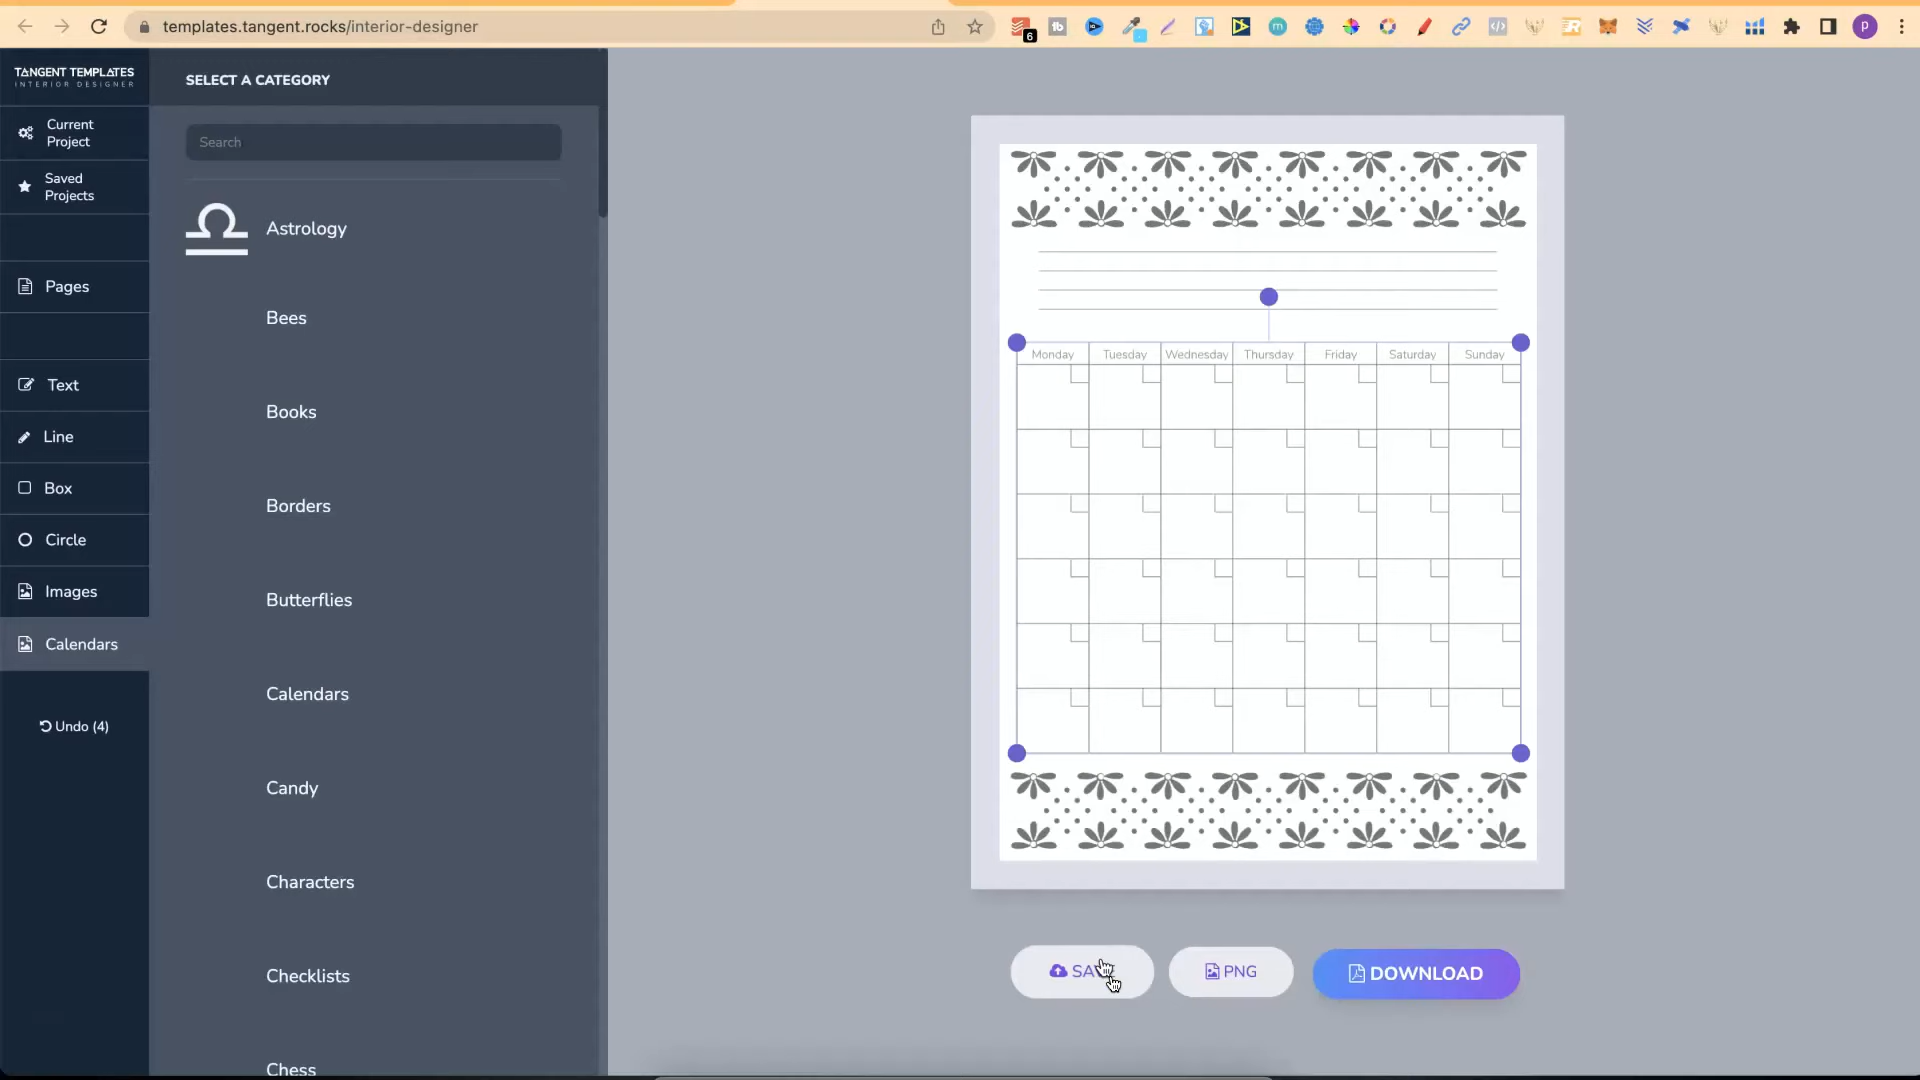 templates.tangent.rocks/interior-designer
6
P
TANGENT TEMPLATES
INTERIOR DESIGNER
SELECT A CATEGORY
Current
Project
Search
Saved
Projects
Astrology
Pages
Bees
Text
Books
Line
Box
Borders
Circle
Images
Butterflies
Calendars
Calendars
Undo (4)
Candy
Characters
Checklists
Chess
Monday Tuesday Wednesday Thursday Friday Saturday Sunday
PNG
DOWNLOAD